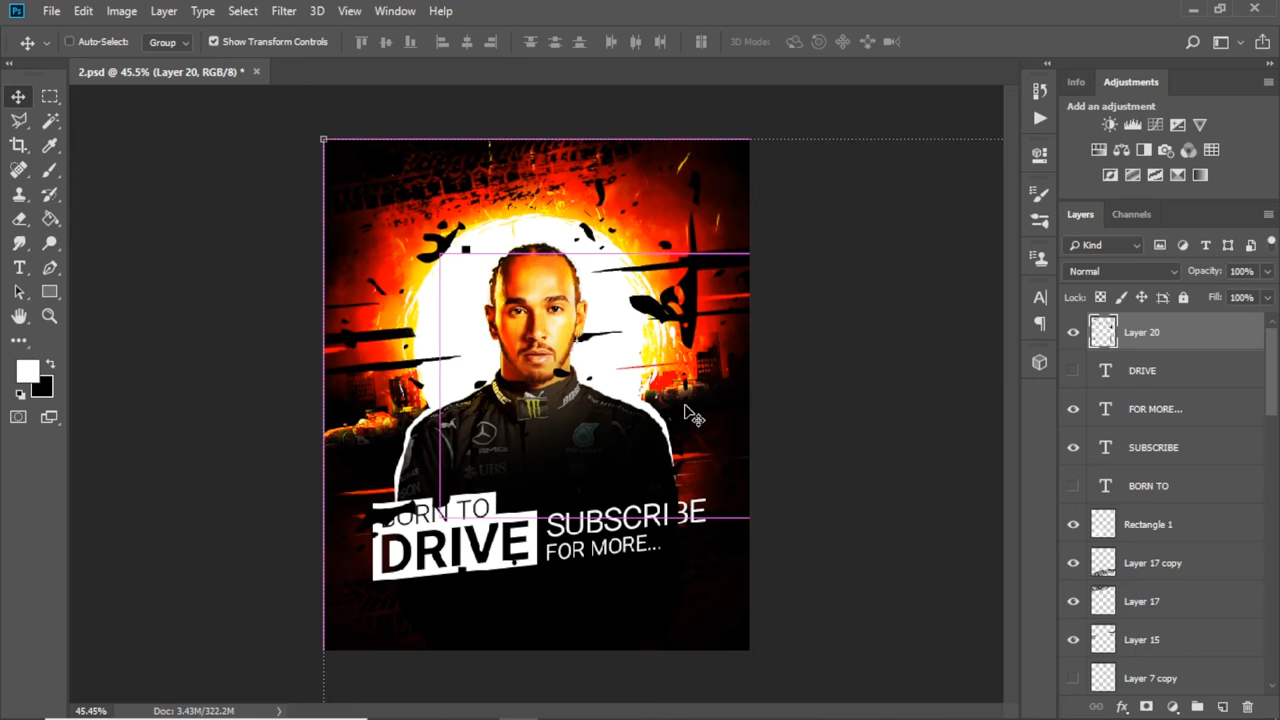 Ps File Edit Image Layer Type Select Filter 3D View Window Help
Auto-Select: Group Show Transform Controls 3D Mode:
2.psd @ 45.5% (Layer 20, RGB/8) * ×
Info Adjustments
Add an adjustment
Layers Channels
Kind
Normal Opacity: 100%
Lock: Fill: 100%
Layer 20
T DRIVE
T FOR MORE...
T SUBSCRIBE
T BORN TO
Rectangle 1
Layer 17 copy
Layer 17
Layer 15
Layer 7 copy
AMG
UBS
BORN TO
DRIVE
SUBSCRIBE
FOR MORE...
45.45% Doc: 3.43M/322.2M